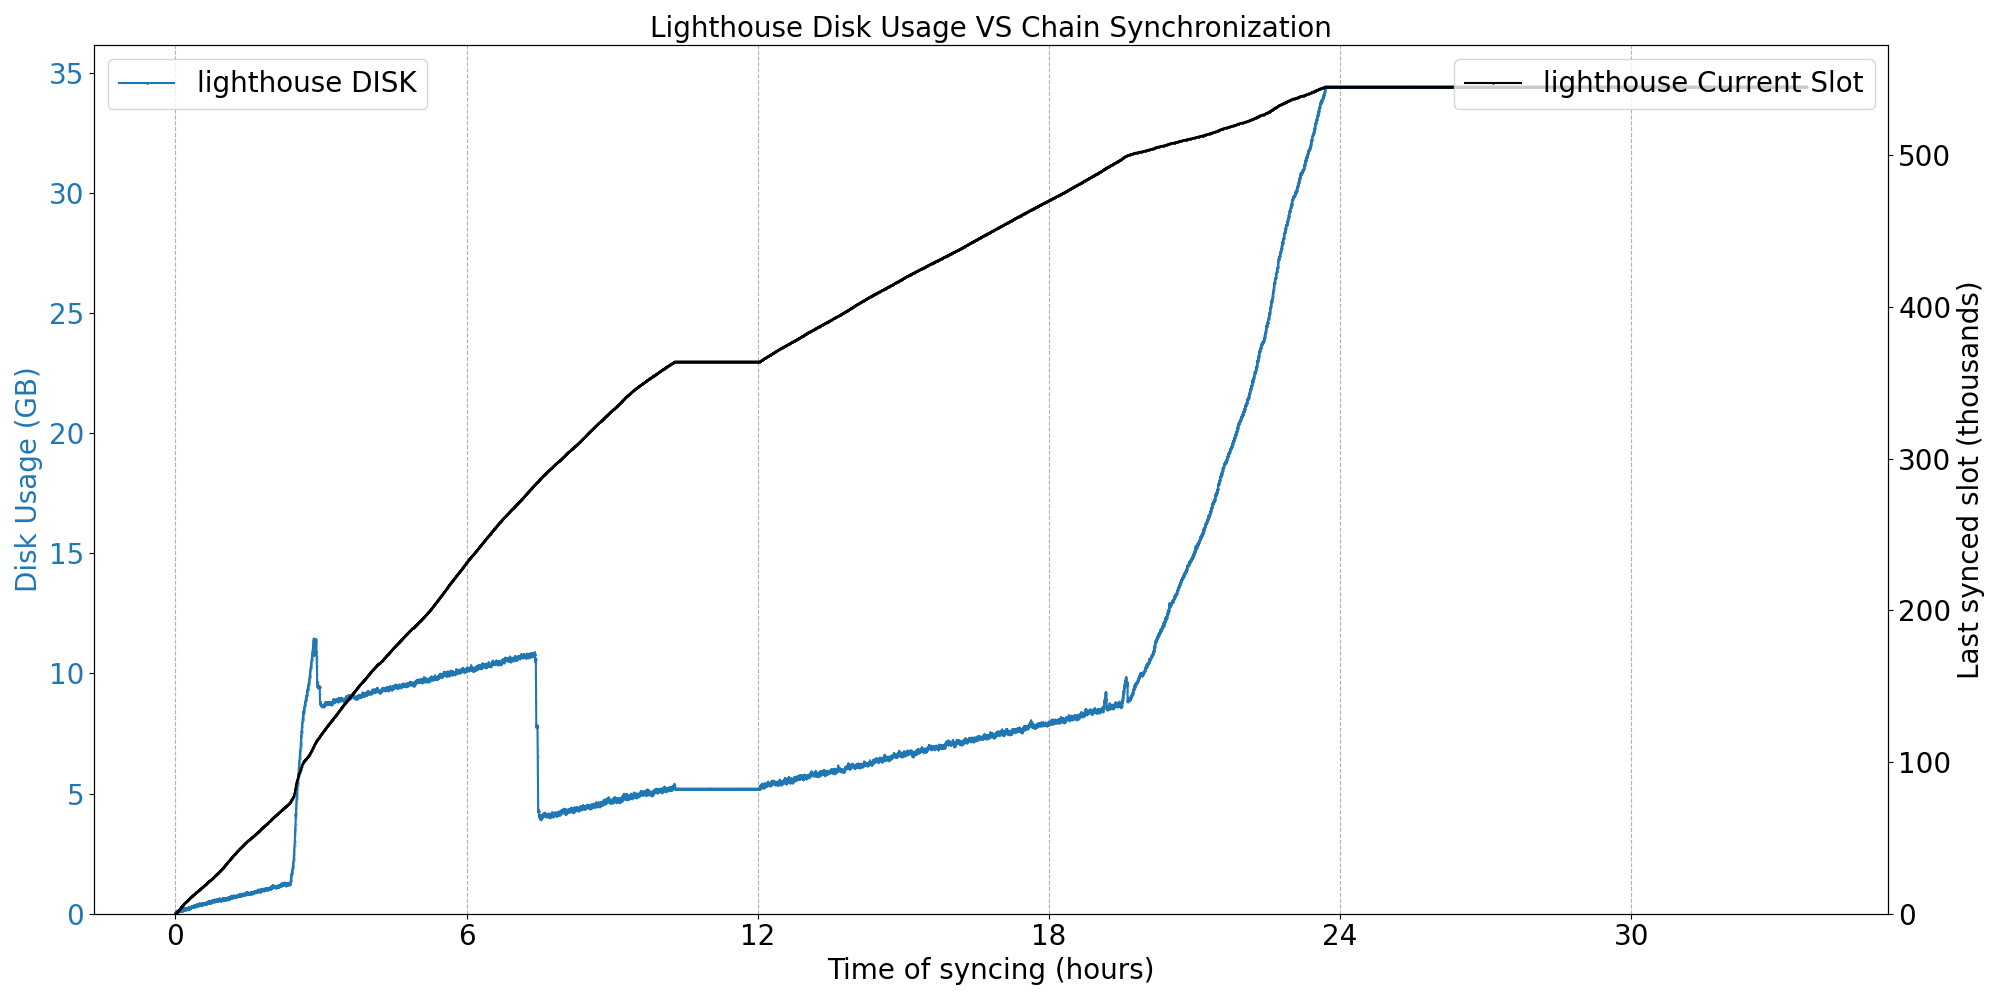 Lighthouse Disk Usage VS Chain Synchronization
lighthouse DISK
lighthouse Current Slot
35
30
25
20
15
10
5
0
Disk Usage (GB)
500
400
300
200
100
0
Last synced slot (thousands)
0 6 12 18 24 30
Time of syncing (hours)